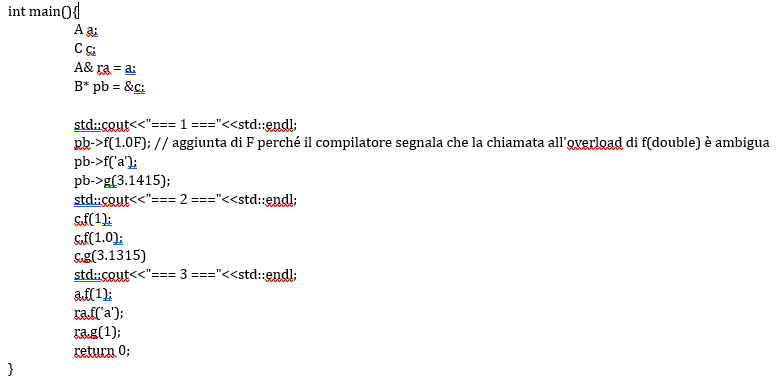 int main(){
A a;
C c;
A& ra = a;
B* pb = &c;
std::cout<<"=== 1 ==="<<std::endl;
pb->f(1.0F); // aggiunta di F perché il compilatore segnala che la chiamata all'overload di f(double) è ambigua
pb->f('a');
pb->g(3.1415);
std::cout<<"=== 2 ==="<<std::endl;
c.f(1);
c.f(1.0);
c.g(3.1315)
std::cout<<"=== 3 ==="<<std::endl;
a.f(1);
ra.f('a');
ra.g(1);
return 0;
}